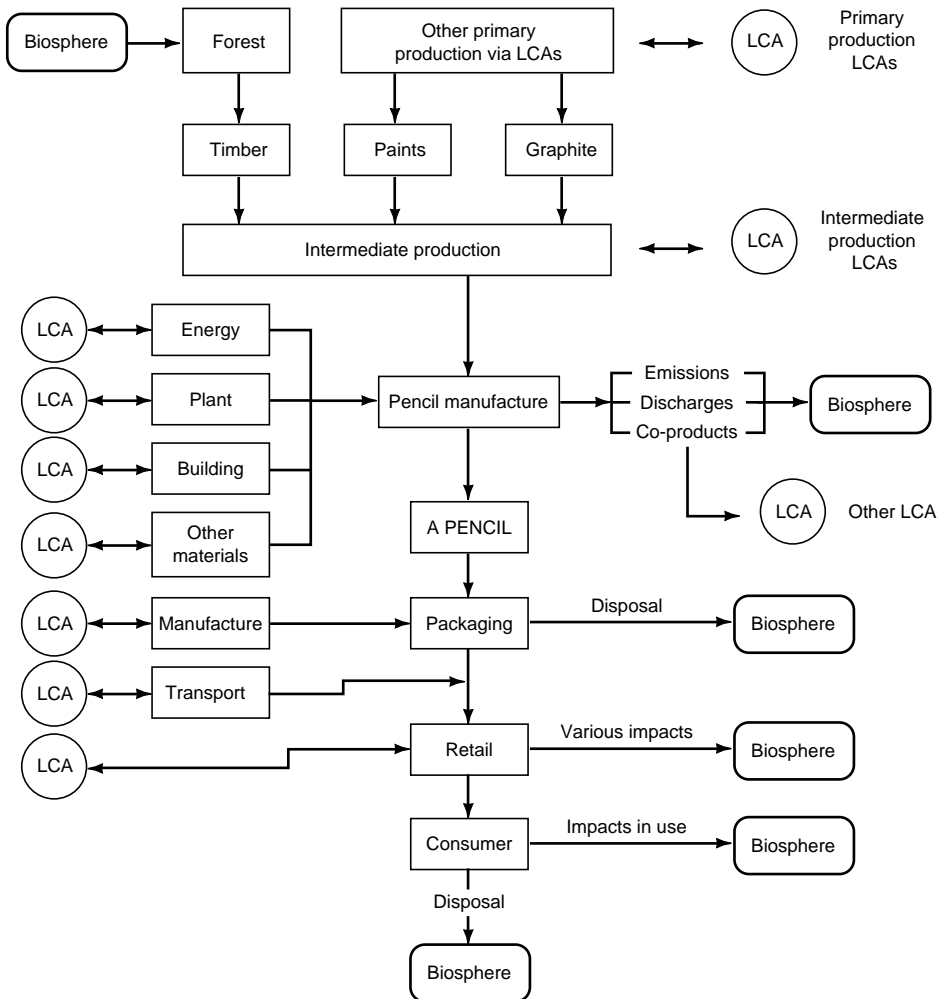 Biosphere
Forest
Other primary
production via LCAs
LCA
Primary
production
LCAs
Timber
Paints
Graphite
Intermediate production
LCA
Intermediate
production
LCAs
LCA
Energy
LCA
Plant
Pencil manufacture
Emissions
Discharges
Co-products
Biosphere
LCA
Building
LCA
Other
materials
A PENCIL
LCA
Other LCA
LCA
Manufacture
Packaging
Disposal
Biosphere
LCA
Transport
LCA
Retail
Various impacts
Biosphere
Consumer
Impacts in use
Biosphere
Disposal
Biosphere